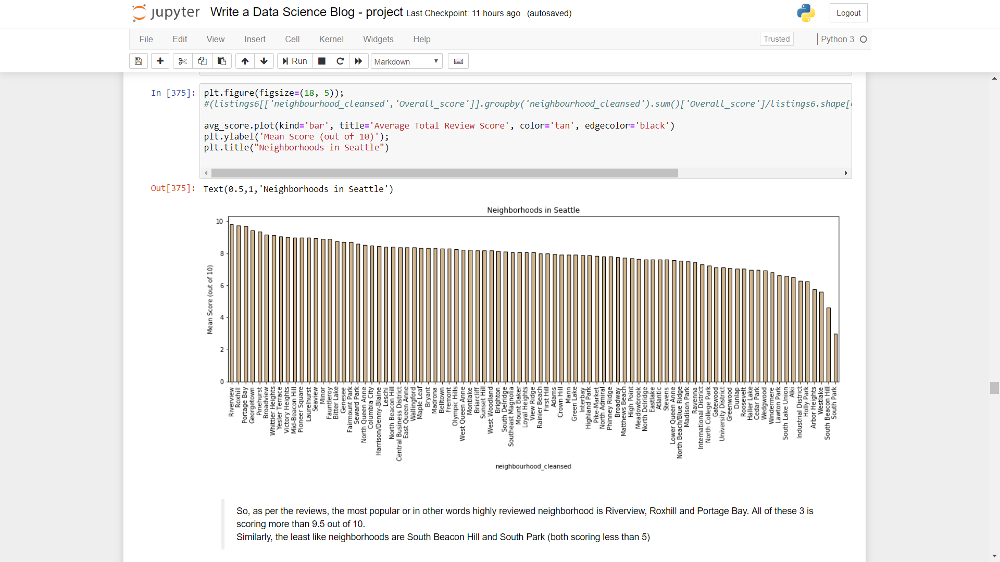 jupyter Write a Data Science Blog - project Last Checkpoint: 11 hours ago (autosaved) Logout
File Edit View Insert Cell Kernel Widgets Help Trusted Python 3
Run Markdown
In [375]: plt.figure(figsize=(18, 5));
#(listings6[['neighbourhood_cleansed','Overall_score']].groupby('neighbourhood_cleansed').sum()['Overall_score']/listings6.shape[
avg_score.plot(kind='bar', title='Average Total Review Score', color='tan', edgecolor='black')
plt.ylabel('Mean Score (out of 10)');
plt.title("Neighborhoods in Seattle")
Out[375]: Text(0.5,1,'Neighborhoods in Seattle')
Neighborhoods in Seattle
Mean Score (out of 10)
10
8
6
4
2
0
Riverview
Roxhill
Portage Bay
Georgetown
Pinehurst
Broadview
Whittier Heights
Yesler Terrace
Victory Heights
Mid-Beacon Hill
Pioneer Square
Laurelhurst
Seaview
Minor
Fauntleroy
Bitter Lake
Genesee
Fairmount Park
Seward Park
North Queen Anne
Columbia City
Harrison/Denny-Blaine
Leschi
North Beacon Hill
Central Business District
East Queen Anne
Wallingford
Maple Leaf
Bryant
Madrona
Belltown
Fremont
Olympic Hills
West Queen Anne
Montlake
Briarcliff
Sunset Hill
West Woodland
Brighton
South Delridge
Southeast Magnolia
Mount Baker
Loyal Heights
View Ridge
Rainier Beach
First Hill
Adams
Crown Hill
Mann
Green Lake
Interbay
Highland Park
Pike-Market
North Admiral
Phinney Ridge
Broadway
Matthews Beach
High Point
Meadowbrook
North Delridge
Eastlake
Atlantic
Stevens
Lower Queen Anne
North Beach/Blue Ridge
Madison Park
Ravenna
International District
North College Park
Gatewood
University District
Greenwood
Dunlap
Roosevelt
Haller Lake
Cedar Park
Wedgwood
Windermere
Lawton Park
South Lake Union
Alki
Industrial District
Holly Park
Arbor Heights
Westlake
South Beacon Hill
South Park
neighbourhood_cleansed
So, as per the reviews, the most popular or in other words highly reviewed neighborhood is Riverview, Roxhill and Portage Bay. All of these 3 is
scoring more than 9.5 out of 10.
Similarly, the least like neighborhoods are South Beacon Hill and South Park (both scoring less than 5)